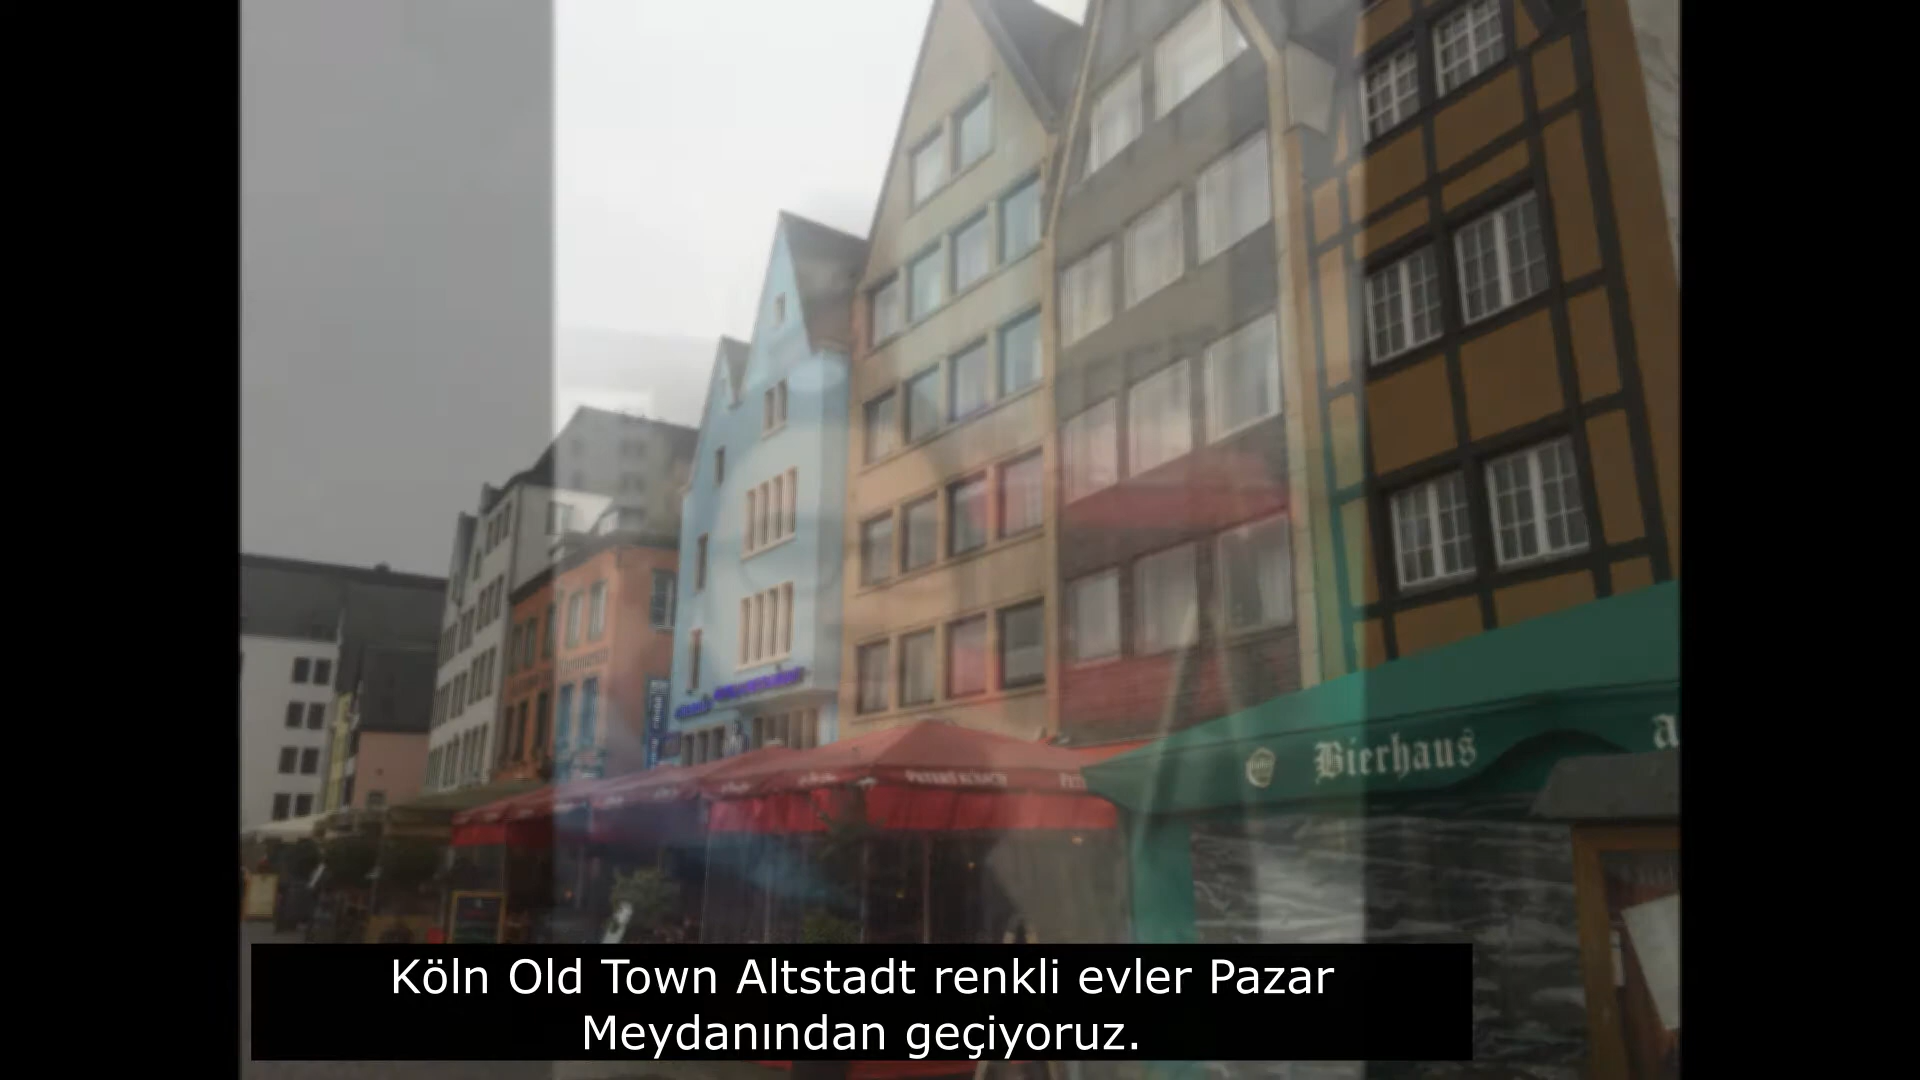 Bierhaus
a
Köln Old Town Altstadt renkli evler Pazar
Meydanından geçiyoruz.